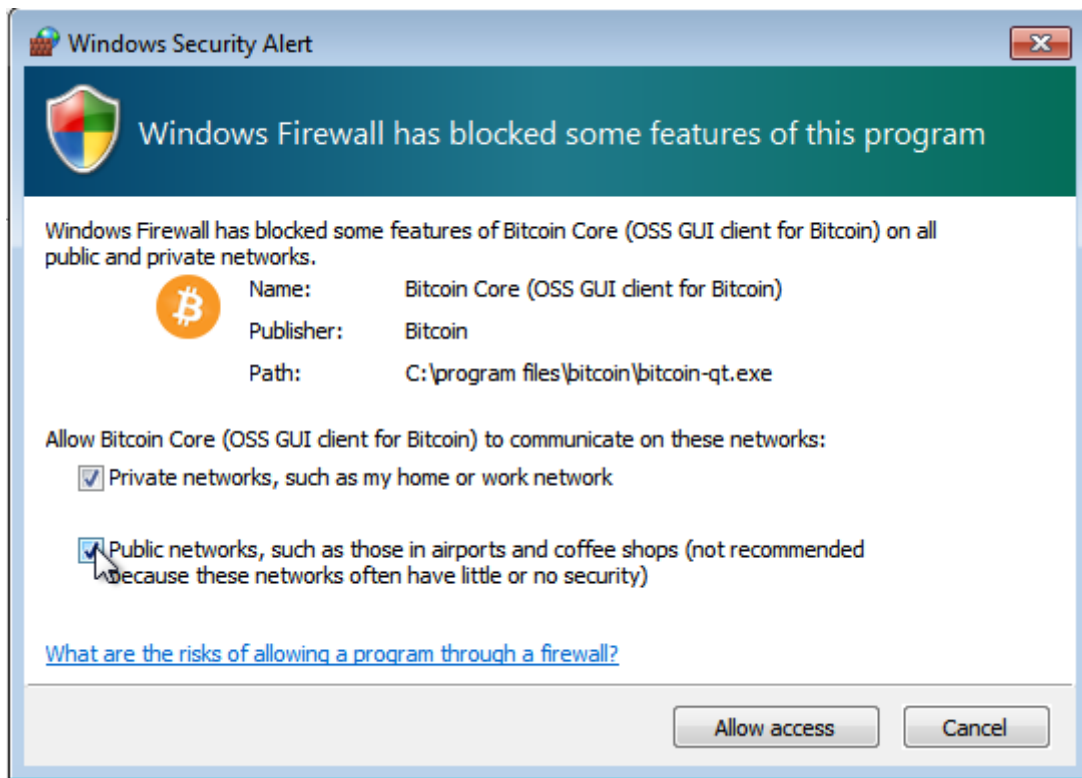 Windows Security Alert
Windows Firewall has blocked some features of this program
Windows Firewall has blocked some features of Bitcoin Core (OSS GUI client for Bitcoin) on all
public and private networks.
Name: Bitcoin Core (OSS GUI client for Bitcoin)
Publisher: Bitcoin
Path: C:\program files\bitcoin\bitcoin-qt.exe
Allow Bitcoin Core (OSS GUI client for Bitcoin) to communicate on these networks:
Private networks, such as my home or work network
Public networks, such as those in airports and coffee shops (not recommended
because these networks often have little or no security)
What are the risks of allowing a program through a firewall?
Allow access Cancel